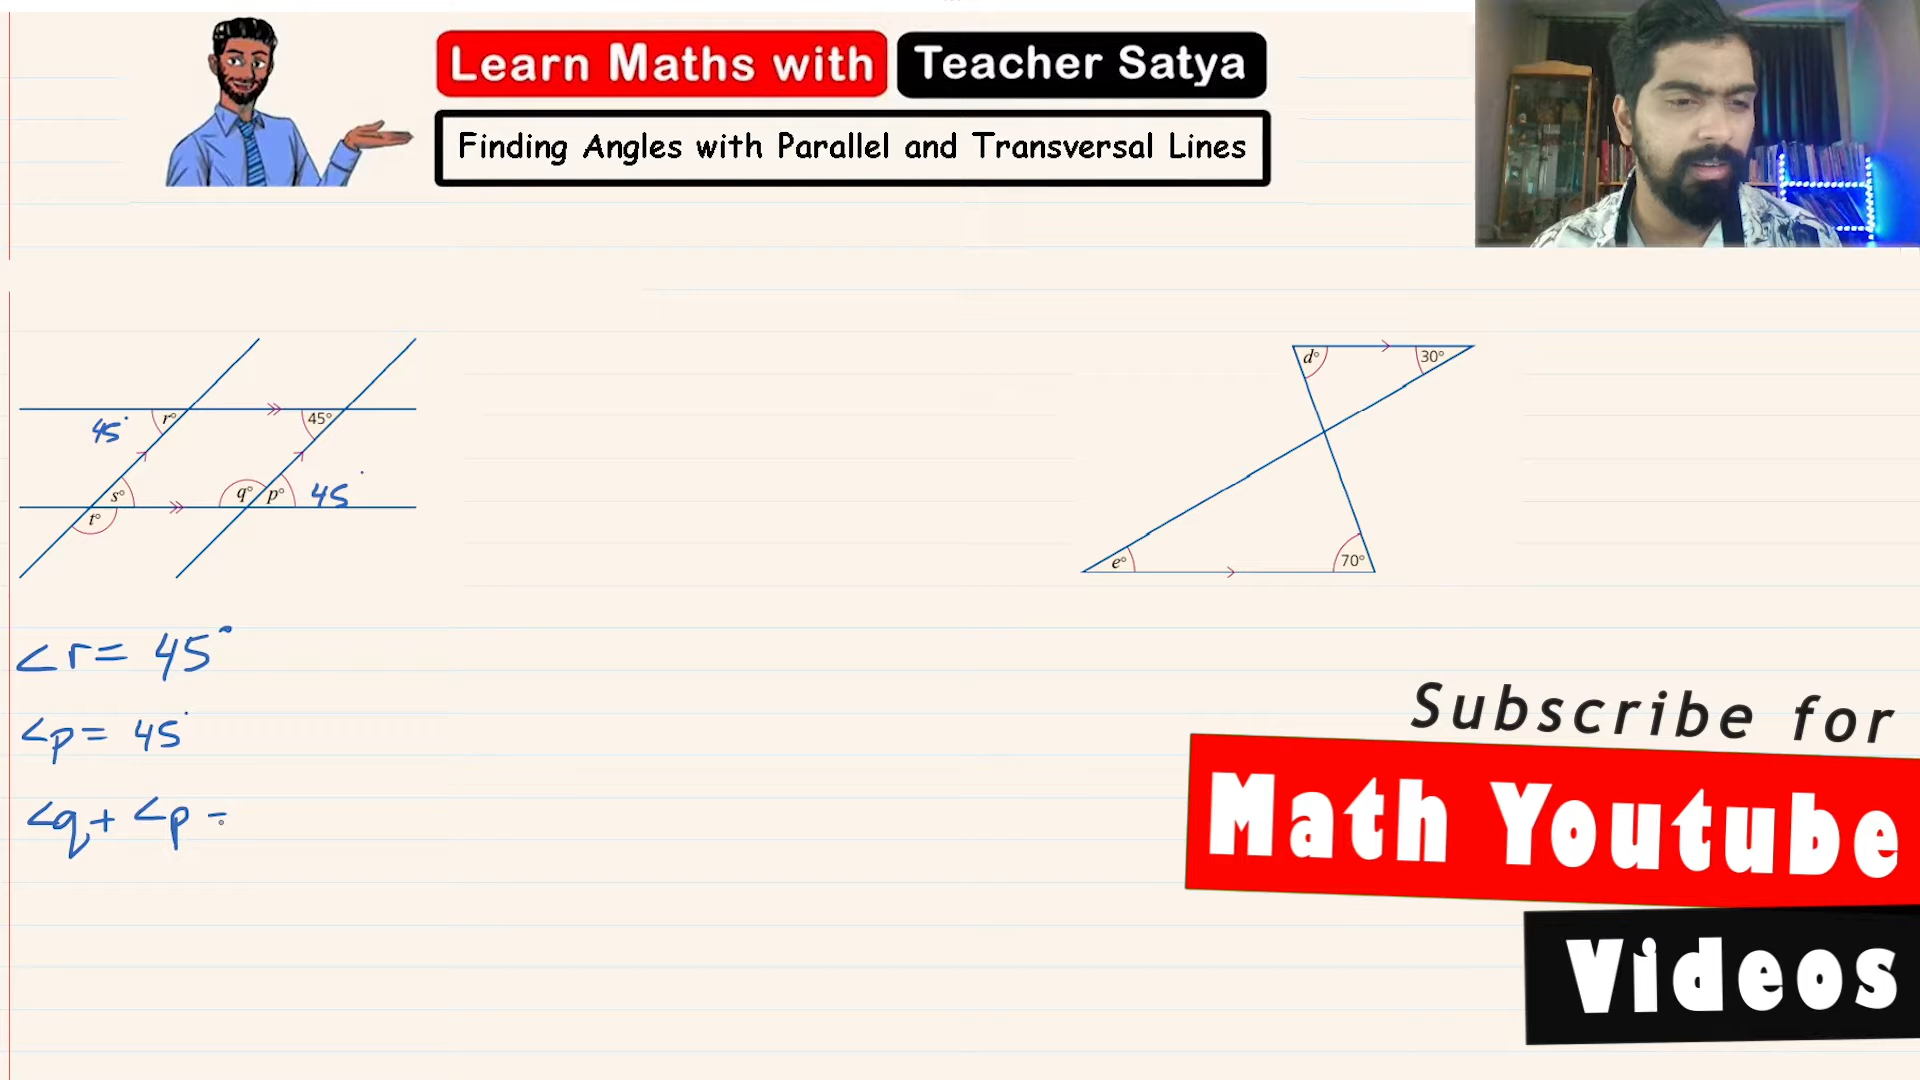 Learn Maths with Teacher Satya
Finding Angles with Parallel and Transversal Lines
r° 45°
45°
s° q° p° 45°
t°
d° 30°
e° 70°
∠r = 45°
∠p = 45°
∠q + ∠p =
Subscribe for
Math Youtube
Videos